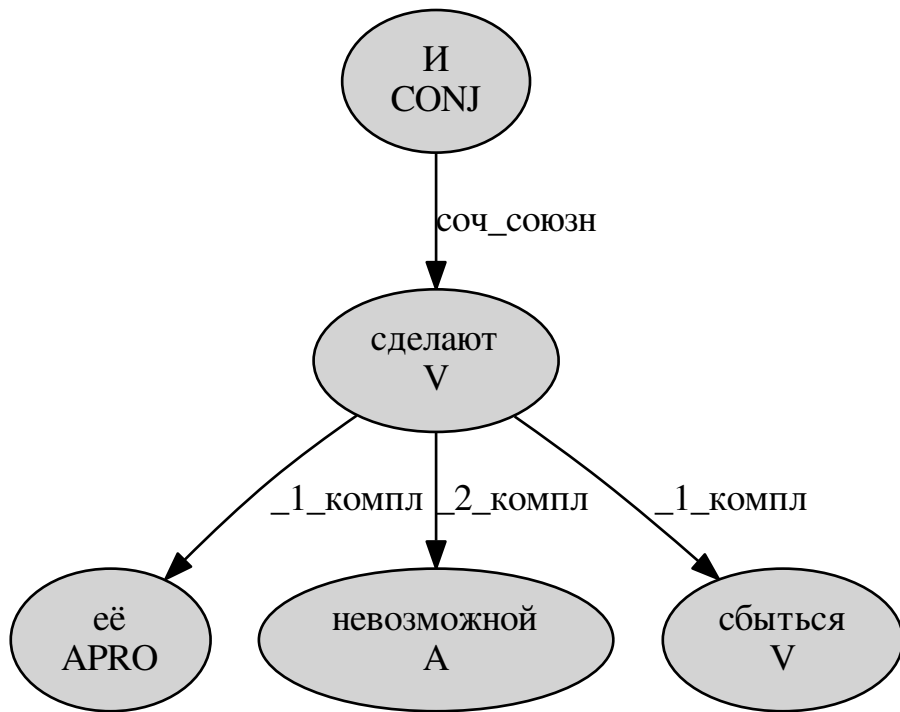 И
CONJ
соч_союзн
сделают
V
_1_компл
_2_компл
_1_компл
её
APRO
невозможной
A
сбыться
V